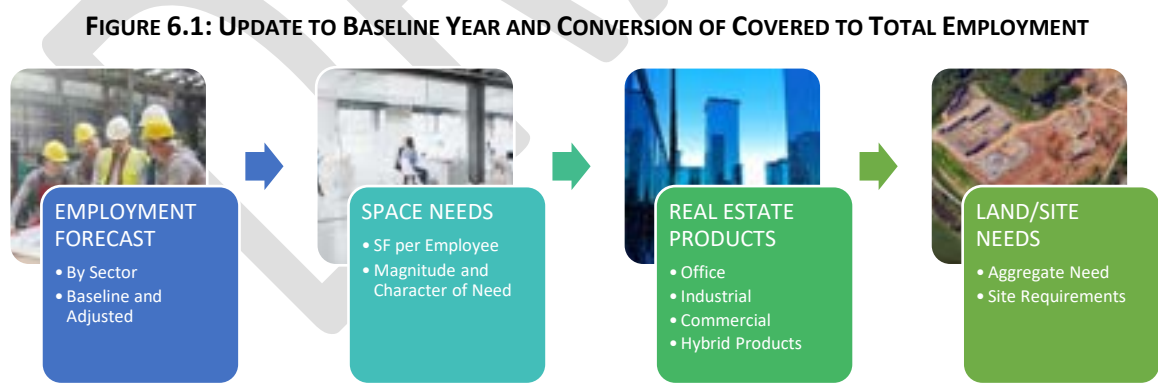 FIGURE 6.1: UPDATE TO BASELINE YEAR AND CONVERSION OF COVERED TO TOTAL EMPLOYMENT
EMPLOYMENT
FORECAST
• By Sector
• Baseline and
Adjusted
SPACE NEEDS
• SF per Employee
• Magnitude and
Character of Need
REAL ESTATE
PRODUCTS
• Office
• Industrial
• Commercial
• Hybrid Products
LAND/SITE
NEEDS
• Aggregate Need
• Site Requirements